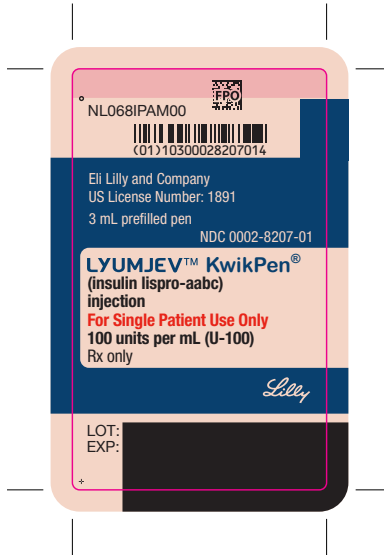 FPO
NL068IPAM00
(01)10300028207014
Eli Lilly and Company
US License Number: 1891
3 mL prefilled pen
NDC 0002-8207-01
LYUMJEV™ KwikPen®
(insulin lispro-aabc)
injection
For Single Patient Use Only
100 units per mL (U-100)
Rx only
Lilly
LOT:
EXP: